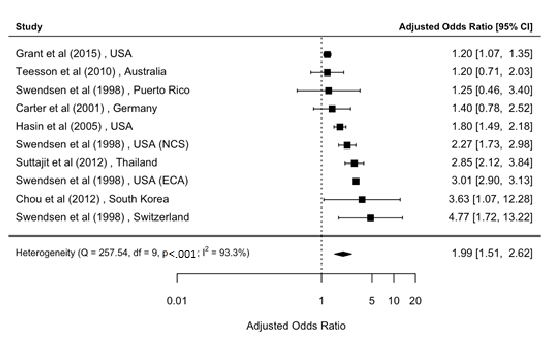 Study Adjusted Odds Ratio [95% CI]
Grant et al (2015) , USA. 1.20 [1.07, 1.35]
Teesson et al (2010) , Australia 1.20 [0.71, 2.03]
Swendsen et al (1998) , Puerto Rico 1.25 [0.46, 3.40]
Carter et al (2001) , Germany 1.40 [0.78, 2.52]
Hasin et al (2005) , USA. 1.80 [1.49, 2.18]
Swendsen et al (1998) , USA (NCS) 2.27 [1.73, 2.98]
Suttajit et al (2012) , Thailand 2.85 [2.12, 3.84]
Swendsen et al (1998) , USA (ECA) 3.01 [2.90, 3.13]
Chou et al (2012) , South Korea 3.63 [1.07, 12.28]
Swendsen et al (1998) , Switzerland 4.77 [1.72, 13.22]
Heterogeneity (Q = 257.54, df = 9, p<.001; I² = 93.3%) 1.99 [1.51, 2.62]
0.01 1 5 10 20
Adjusted Odds Ratio